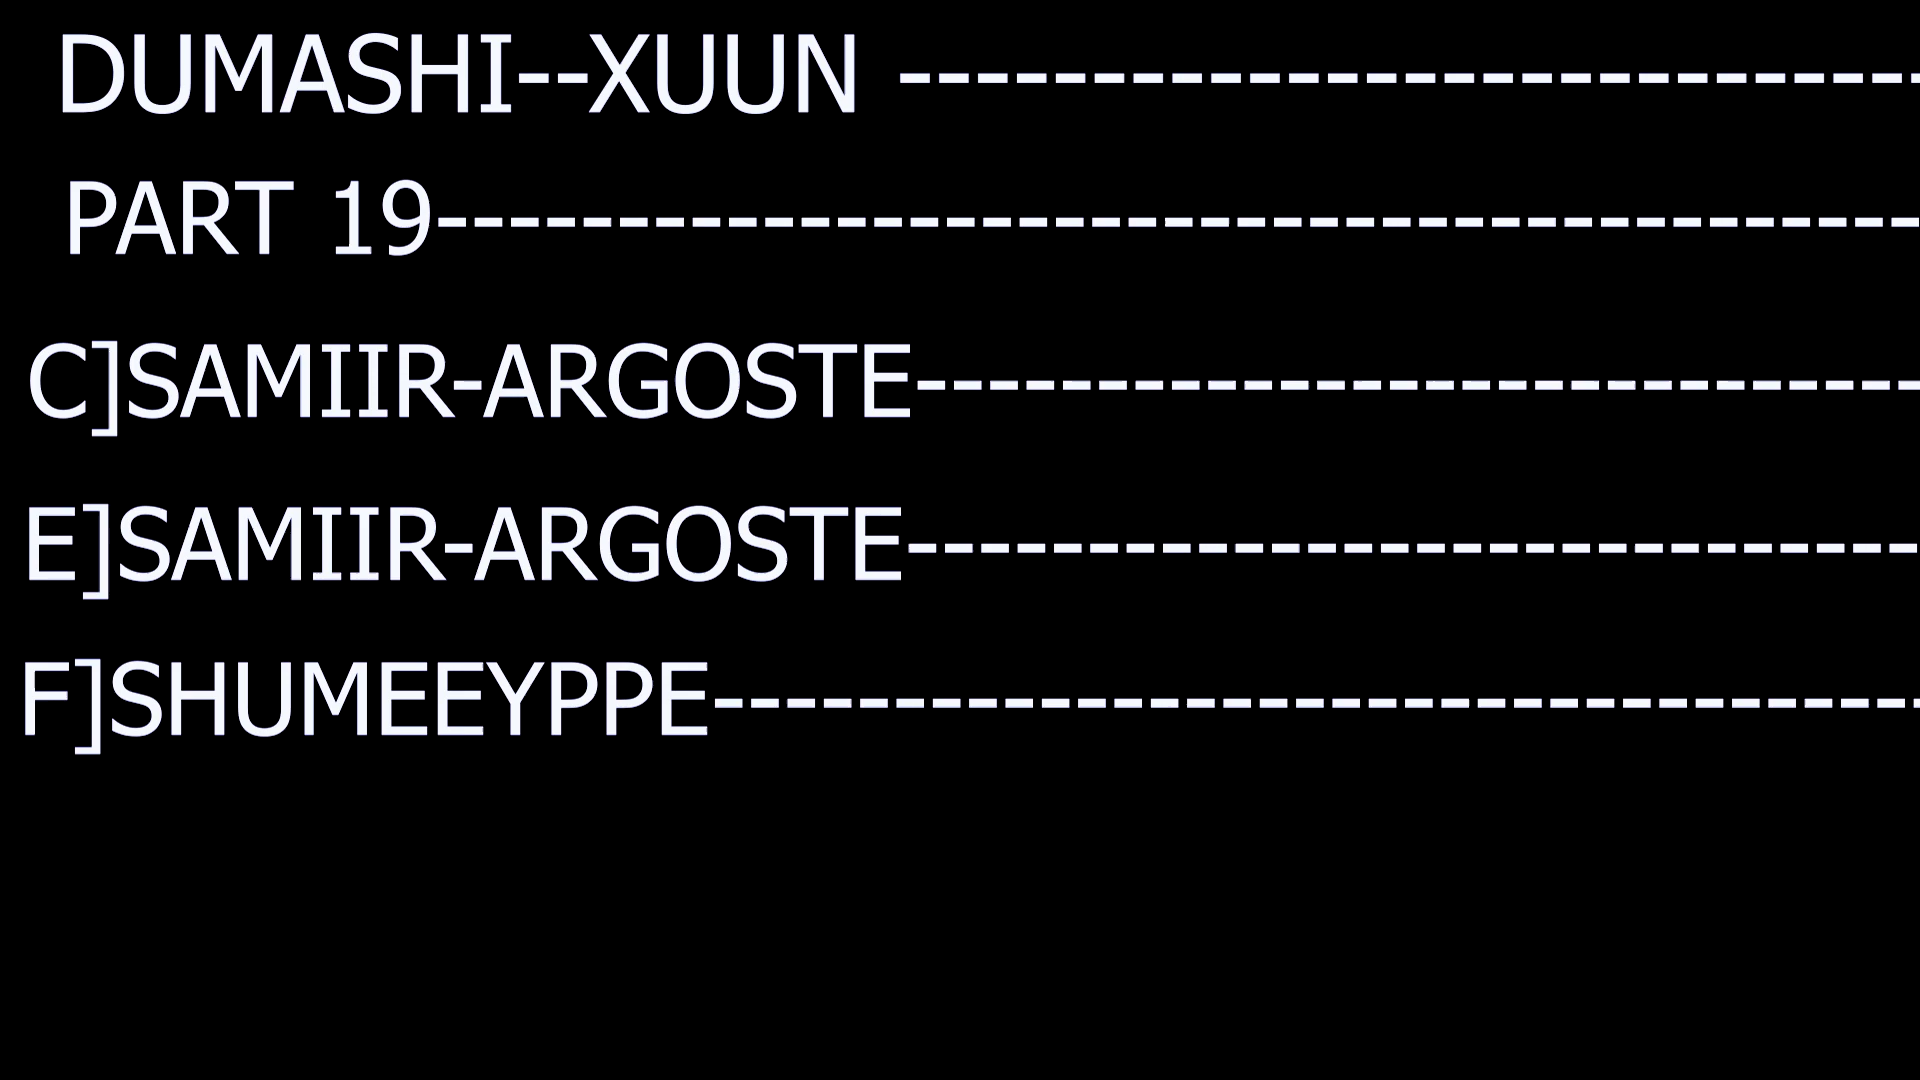 DUMASHI--XUUN ---------------------------
PART 19-----------------------------------------
C]SAMIIR-ARGOSTE----------------------------
E]SAMIIR-ARGOSTE----------------------------
F]SHUMEEYPPE----------------------------------